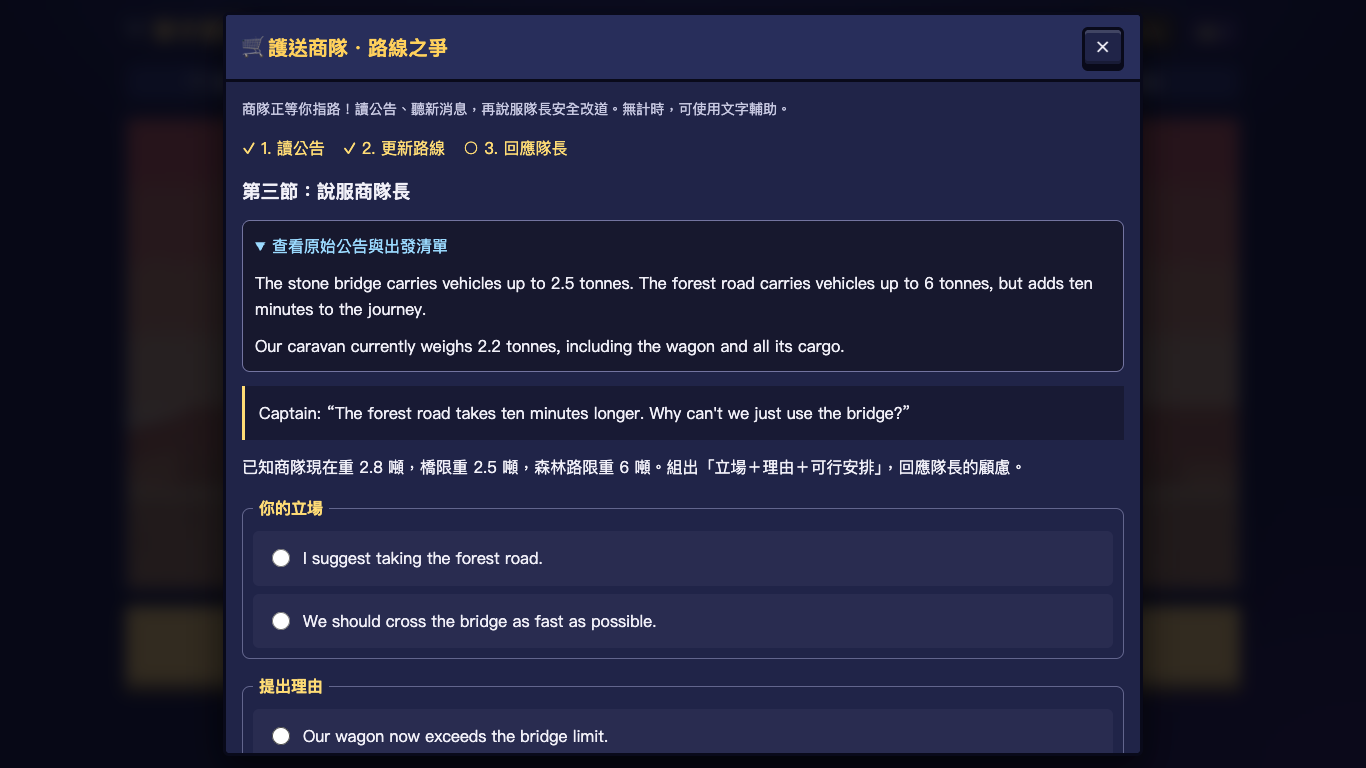 護送商隊・路線之爭
商隊正等你指路！讀公告、聽新消息，再說服隊長安全改道。無計時，可使用文字輔助。
✓ 1. 讀公告 ✓ 2. 更新路線 ○ 3. 回應隊長
第三節：說服商隊長
▼ 查看原始公告與出發清單
The stone bridge carries vehicles up to 2.5 tonnes. The forest road carries vehicles up to 6 tonnes, but adds ten
minutes to the journey.
Our caravan currently weighs 2.2 tonnes, including the wagon and all its cargo.
Captain: “The forest road takes ten minutes longer. Why can't we just use the bridge?”
已知商隊現在重 2.8 噸，橋限重 2.5 噸，森林路限重 6 噸。組出「立場＋理由＋可行安排」，回應隊長的顧慮。
你的立場
I suggest taking the forest road.
We should cross the bridge as fast as possible.
提出理由
Our wagon now exceeds the bridge limit.